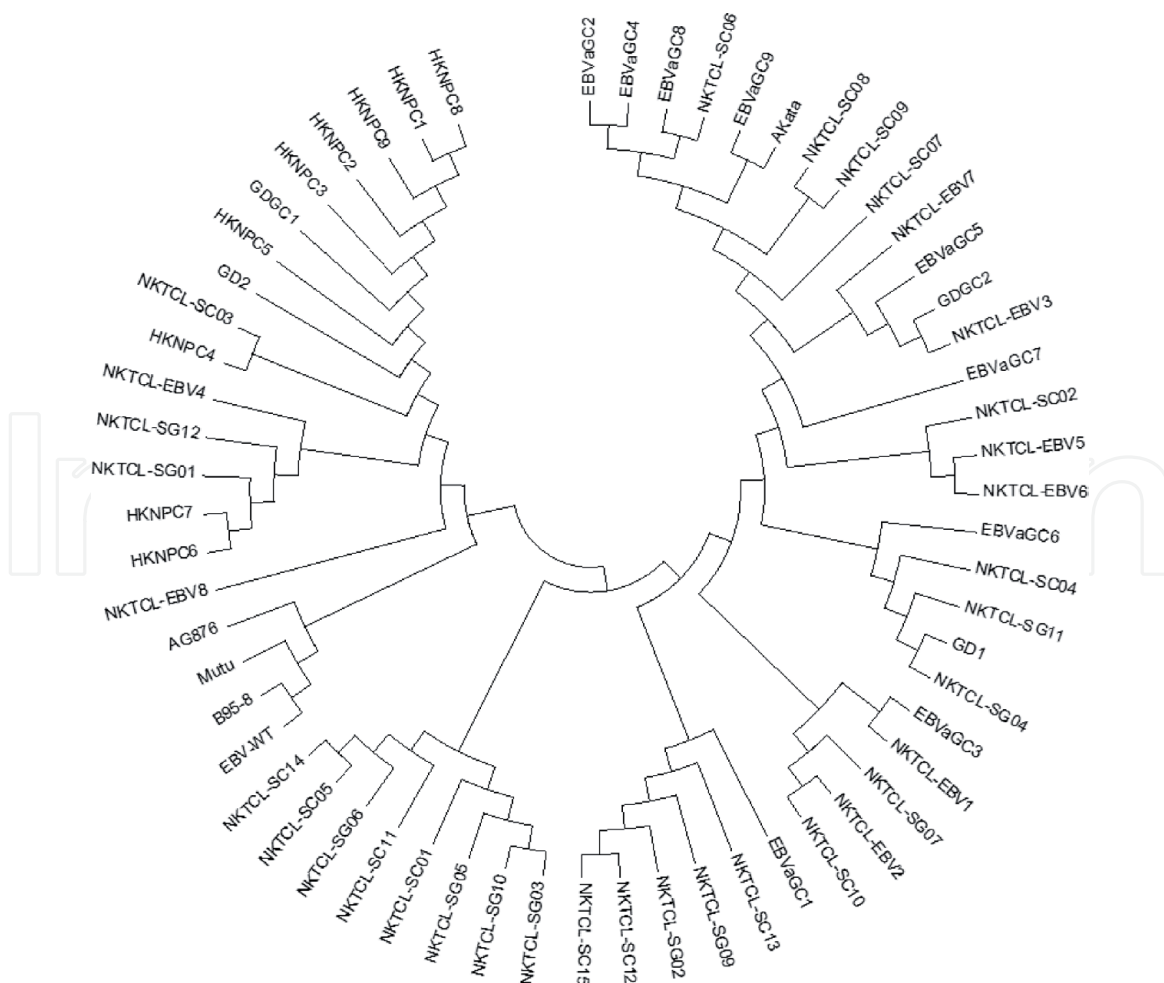 EBVaGC2
EBVaGC4
EBVaGC8
NKTCL-SC06
EBVaGC9
AKata
NKTCL-SC08
NKTCL-SC09
NKTCL-SC07
NKTCL-EBV7
EBVaGC5
GDGC2
NKTCL-EBV3
EBVaGC7
NKTCL-SC02
NKTCL-EBV5
NKTCL-EBV6
EBVaGC6
NKTCL-SC04
NKTCL-SG11
GD1
NKTCL-SG04
EBVaGC3
NKTCL-EBV1
NKTCL-SG07
NKTCL-EBV2
NKTCL-SC10
EBVaGC1
NKTCL-SC13
NKTCL-SG09
NKTCL-SG02
NKTCL-SC12
NKTCL-SC15
NKTCL-SG03
NKTCL-SG10
NKTCL-SG05
NKTCL-SC01
NKTCL-SC11
NKTCL-SG06
NKTCL-SC05
NKTCL-SC14
EBV-WT
B95-8
Mutu
AG876
NKTCL-EBV8
HKNPC6
HKNPC7
NKTCL-SG01
NKTCL-SG12
NKTCL-EBV4
HKNPC4
NKTCL-SC03
GD2
HKNPC5
GDGC1
HKNPC3
HKNPC2
HKNPC9
HKNPC1
HKNPC8